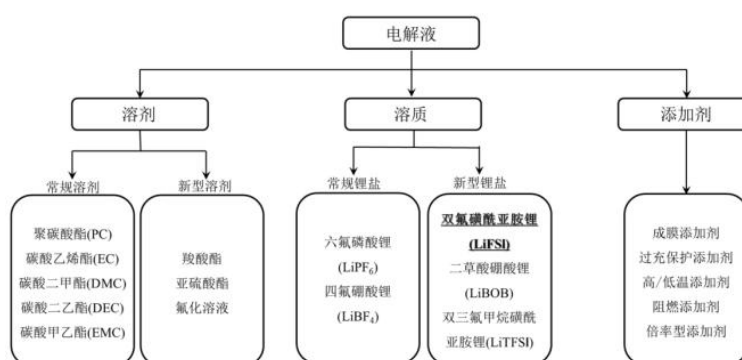 电解液
溶剂
溶质
添加剂
常规溶剂
新型溶剂
常规锂盐
新型锂盐
聚碳酸酯(PC)
碳酸乙烯酯(EC)
碳酸二甲酯(DMC)
碳酸二乙酯(DEC)
碳酸甲乙酯(EMC)
羧酸酯
亚硫酸酯
氟化溶液
六氟磷酸锂
(LiPF₆)
四氟硼酸锂
(LiBF₄)
双氟磺酰亚胺锂
(LiFSI)
二草酸硼酸锂
(LiBOB)
双三氟甲烷磺酰
亚胺锂(LiTFSI)
成膜添加剂
过充保护添加剂
高/低温添加剂
阻燃添加剂
倍率型添加剂